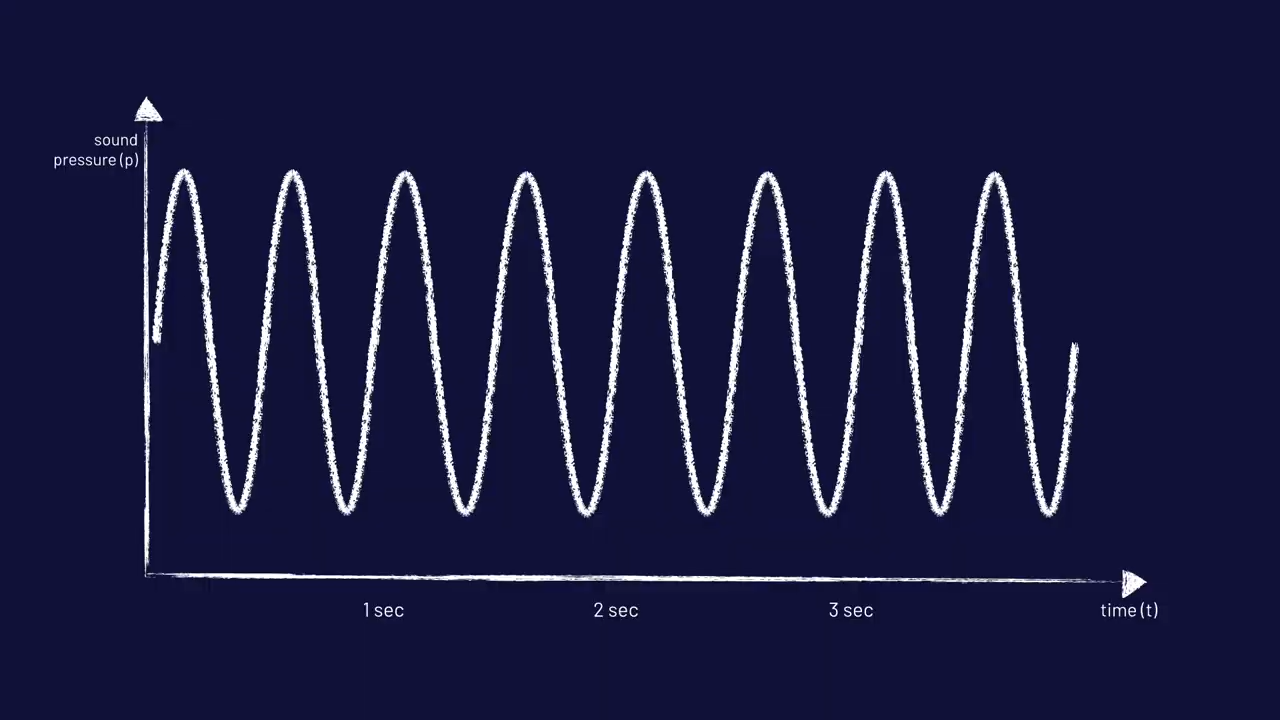 sound
pressure (p)
1 sec
2 sec
3 sec
time (t)